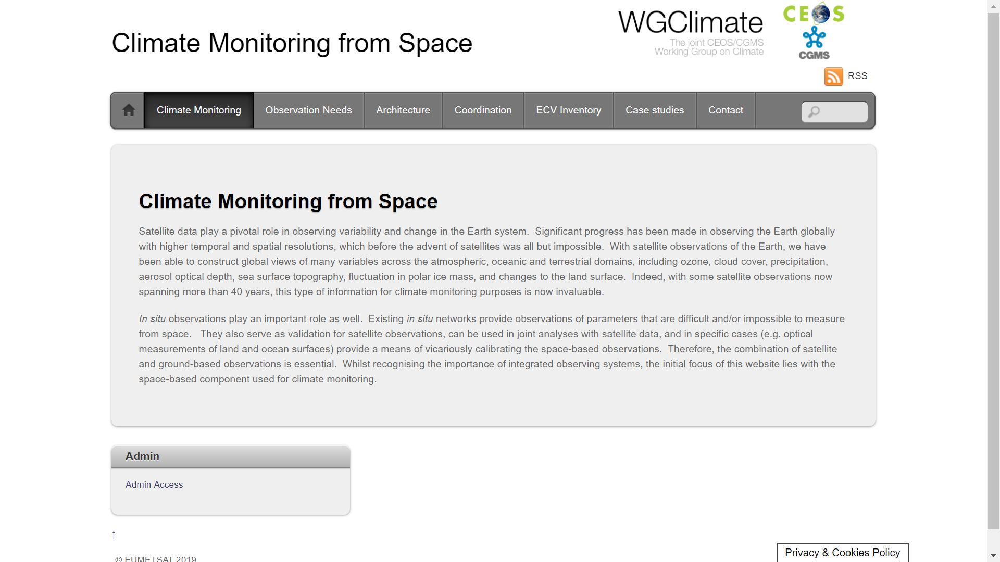 Climate Monitoring from Space
WGClimate
The joint CEOS/CGMS
Working Group on Climate
CEOS
CGMS
RSS
Climate Monitoring
Observation Needs
Architecture
Coordination
ECV Inventory
Case studies
Contact
Climate Monitoring from Space
Satellite data play a pivotal role in observing variability and change in the Earth system.  Significant progress has been made in observing the Earth globally
with higher temporal and spatial resolutions, which before the advent of satellites was all but impossible.  With satellite observations of the Earth, we have
been able to construct global views of many variables across the atmospheric, oceanic and terrestrial domains, including ozone, cloud cover, precipitation,
aerosol optical depth, sea surface topography, fluctuation in polar ice mass, and changes to the land surface.  Indeed, with some satellite observations now
spanning more than 40 years, this type of information for climate monitoring purposes is now invaluable.
In situ observations play an important role as well.  Existing in situ networks provide observations of parameters that are difficult and/or impossible to measure
from space.   They also serve as validation for satellite observations, can be used in joint analyses with satellite data, and in specific cases (e.g. optical
measurements of land and ocean surfaces) provide a means of vicariously calibrating the space-based observations.  Therefore, the combination of satellite
and ground-based observations is essential.  Whilst recognising the importance of integrated observing systems, the initial focus of this website lies with the
space-based component used for climate monitoring.
Admin
Admin Access
↑
© EUMETSAT 2019
Privacy & Cookies Policy